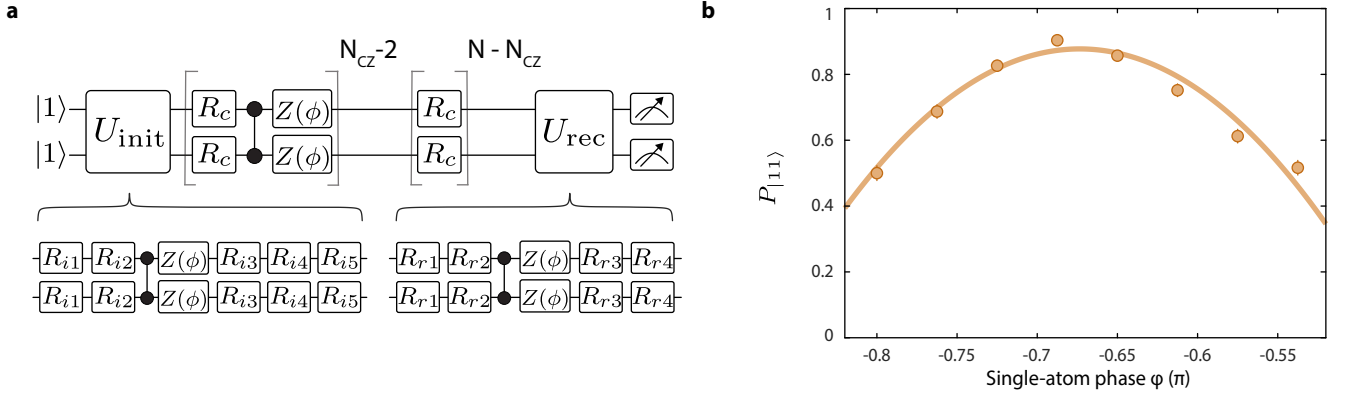 a
N_cz-2 N - N_cz
|1⟩ U_init R_c Z(ϕ) R_c U_rec
|1⟩ R_c Z(ϕ) R_c
R_i1 R_i2 Z(ϕ) R_i3 R_i4 R_i5 R_r1 R_r2 Z(ϕ) R_r3 R_r4
R_i1 R_i2 Z(ϕ) R_i3 R_i4 R_i5 R_r1 R_r2 Z(ϕ) R_r3 R_r4
b
1
0.8
0.6
0.4
0.2
0
P_|11⟩
-0.8 -0.75 -0.7 -0.65 -0.6 -0.55
Single-atom phase φ (π)